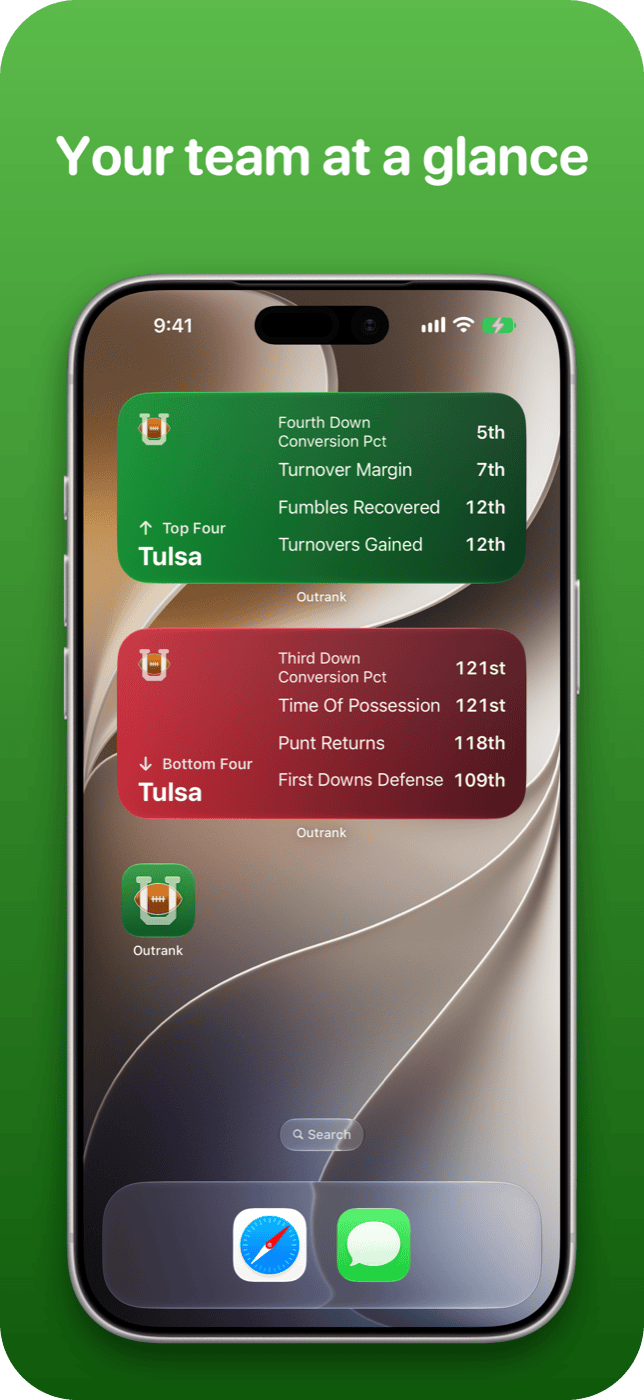 Your team at a glance
9:41
Fourth Down
Conversion Pct
5th
Turnover Margin
7th
Fumbles Recovered
12th
Turnovers Gained
12th
↑ Top Four
Tulsa
Outrank
Third Down
Conversion Pct
121st
Time Of Possession
121st
Punt Returns
118th
First Downs Defense
109th
↓ Bottom Four
Tulsa
Outrank
U
Outrank
Search